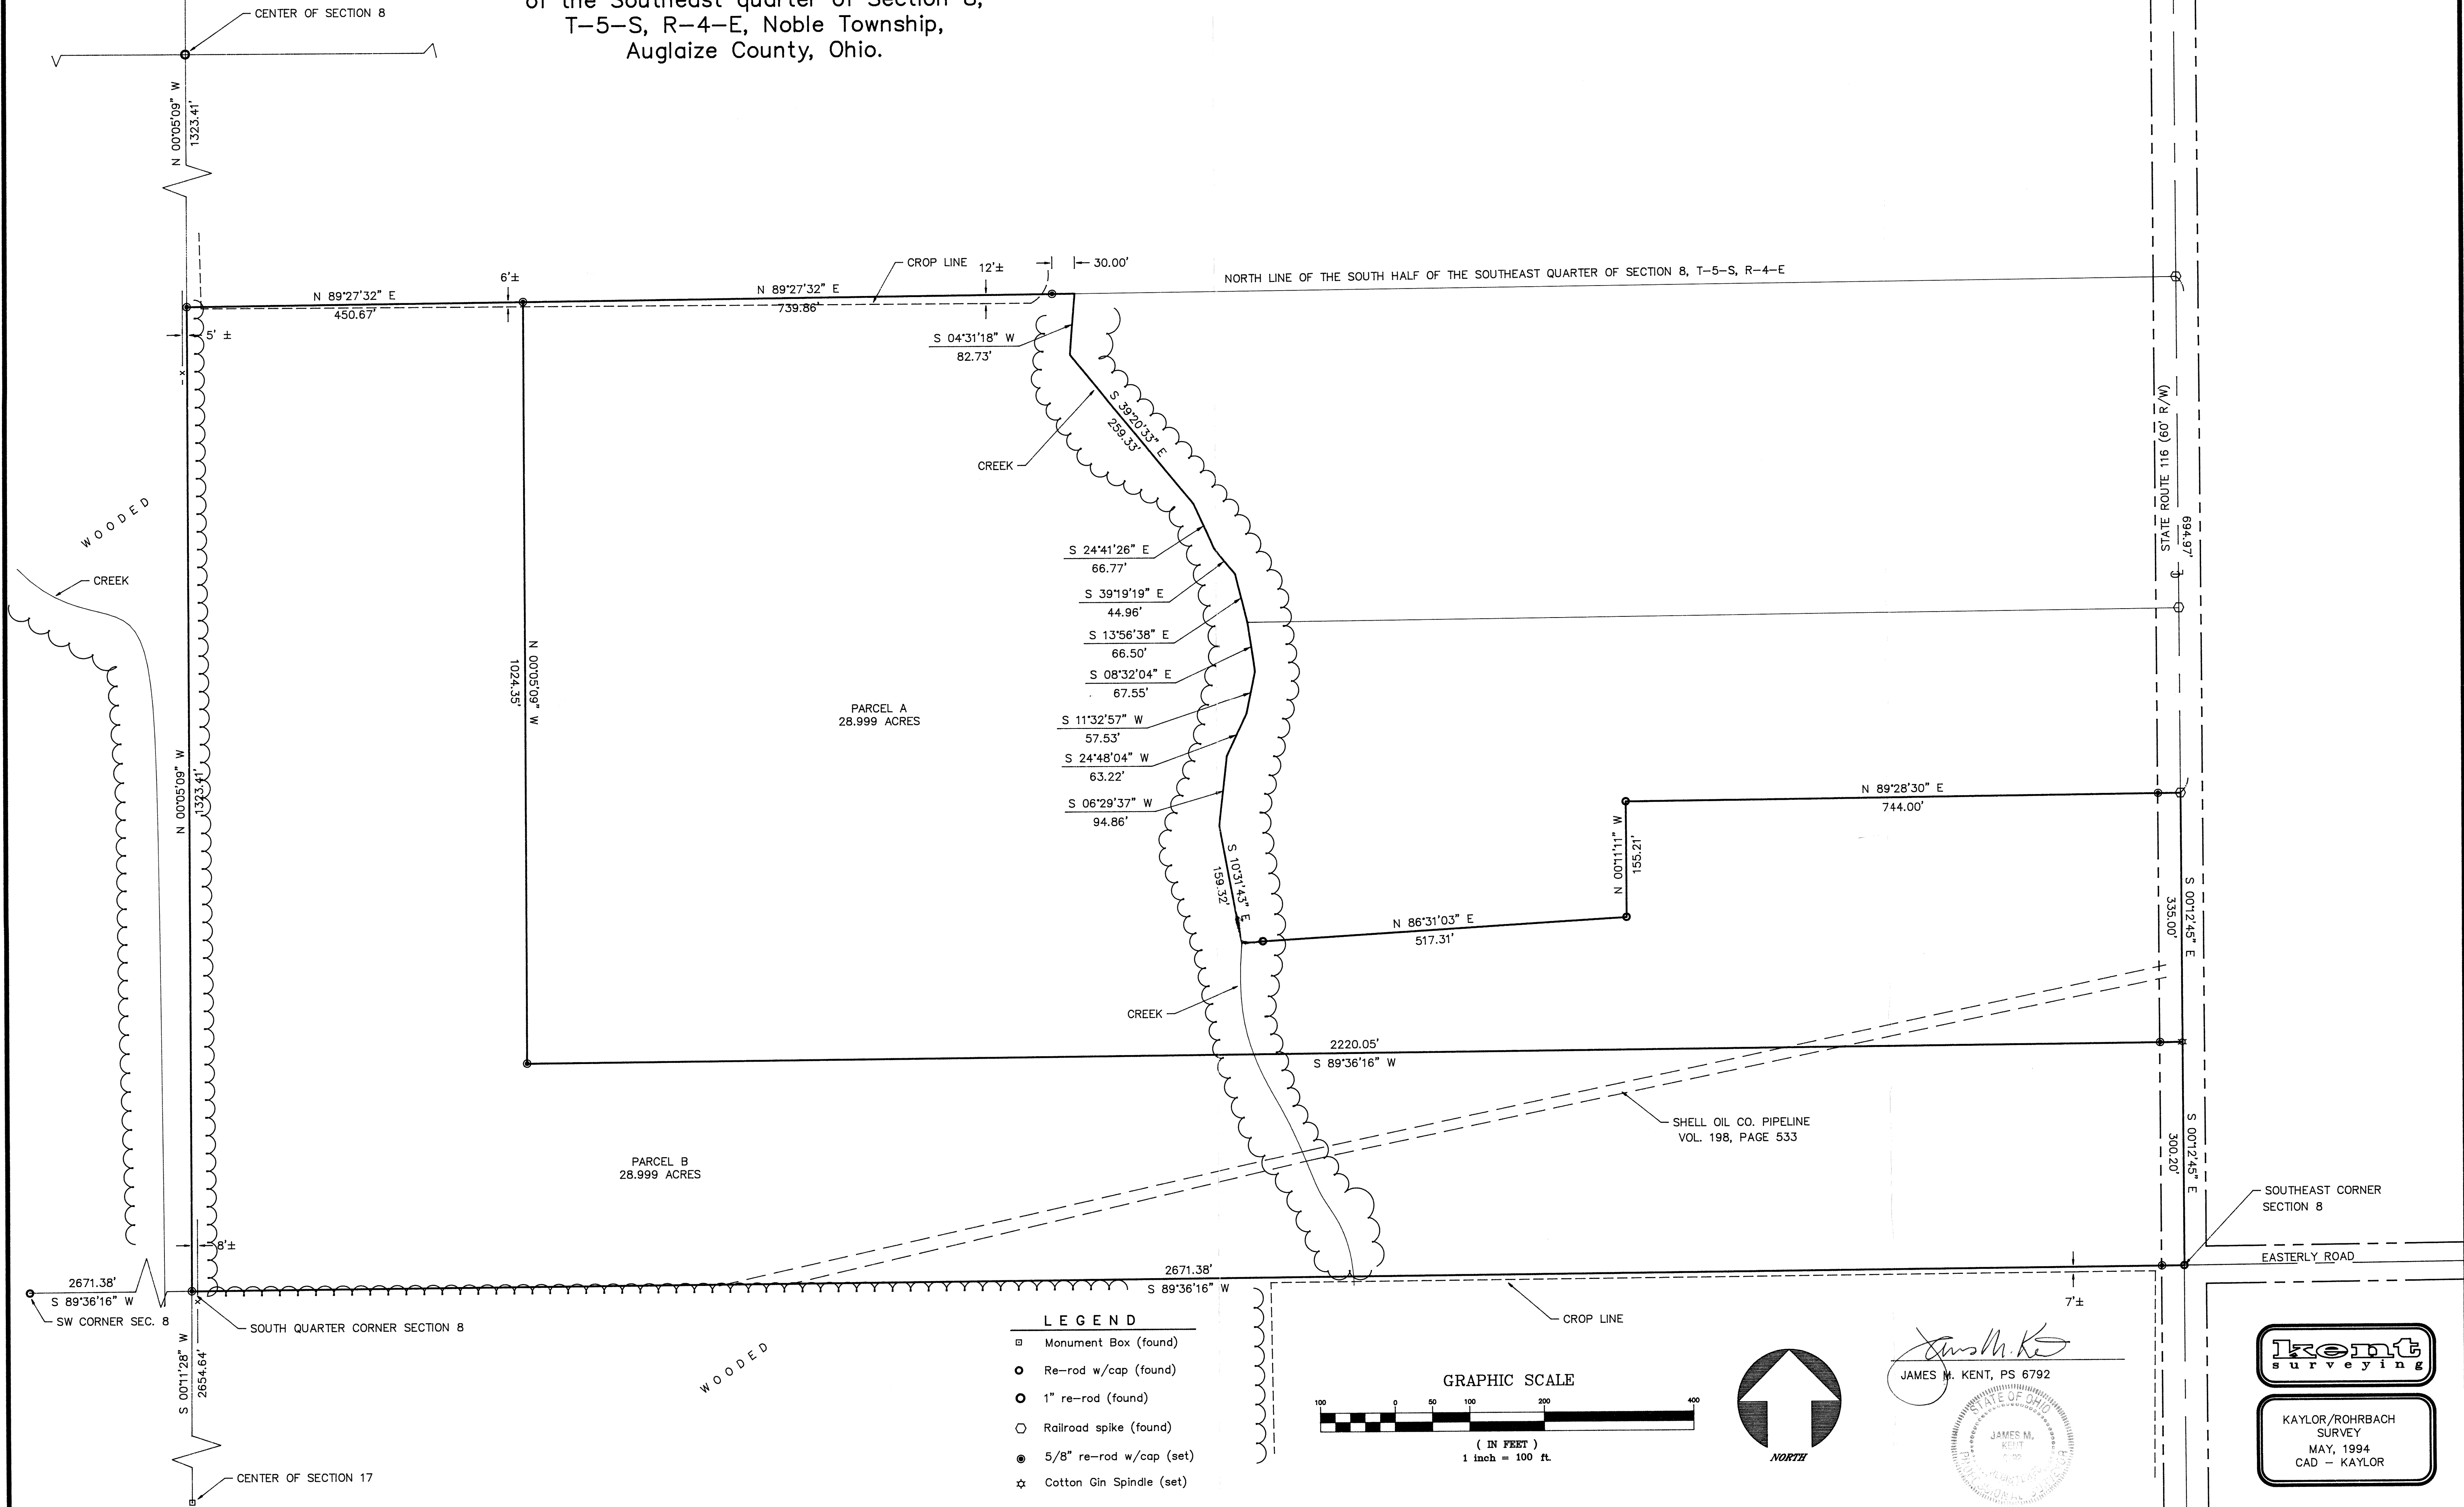 of the Southeast quarter of Section 8,
T-5-S, R-4-E, Noble Township,
Auglaize County, Ohio.
CENTER OF SECTION 8
N 00°05'09" W
1323.41'
6'±
CROP LINE
12'±
30.00'
NORTH LINE OF THE SOUTH HALF OF THE SOUTHEAST QUARTER OF SECTION 8, T-5-S, R-4-E
N 89°27'32" E
450.67'
N 89°27'32" E
739.86'
5' ±
x
S 04°31'18" W
82.73'
S 39°20'33" E
259.33'
CREEK
WOODED
CREEK
S 24°41'26" E
66.77'
S 39°19'19" E
44.96'
S 13°56'38" E
66.50'
S 08°32'04" E
67.55'
S 11°32'57" W
57.53'
S 24°48'04" W
63.22'
S 06°29'37" W
94.86'
S 10°31'43" E
159.32'
STATE ROUTE 116 (60' R/W)
694.97'
N 00°05'09" W
1024.35'
PARCEL A
28.999 ACRES
N 00°05'09" W
1323.41'
N 89°28'30" E
744.00'
N 00°11'11" W
155.21'
N 86°31'03" E
517.31'
S 00°12'45" E
335.00'
CREEK
2220.05'
S 89°36'16" W
SHELL OIL CO. PIPELINE
VOL. 198, PAGE 533
S 00°12'45" E
300.20'
PARCEL B
28.999 ACRES
SOUTHEAST CORNER
SECTION 8
EASTERLY ROAD
8'±
x
2671.38'
S 89°36'16" W
SW CORNER SEC. 8
SOUTH QUARTER CORNER SECTION 8
2671.38'
S 89°36'16" W
7'±
CROP LINE
WOODED
S 00°11'28" W
2654.64'
CENTER OF SECTION 17
LEGEND
Monument Box (found)
Re-rod w/cap (found)
1" re-rod (found)
Railroad spike (found)
5/8" re-rod w/cap (set)
Cotton Gin Spindle (set)
GRAPHIC SCALE
100 0 50 100 200 400
( IN FEET )
1 inch = 100 ft.
NORTH
JAMES M. KENT, PS 6792
STATE OF OHIO
JAMES M.
KENT
kent
surveying
KAYLOR/ROHRBACH
SURVEY
MAY, 1994
CAD - KAYLOR